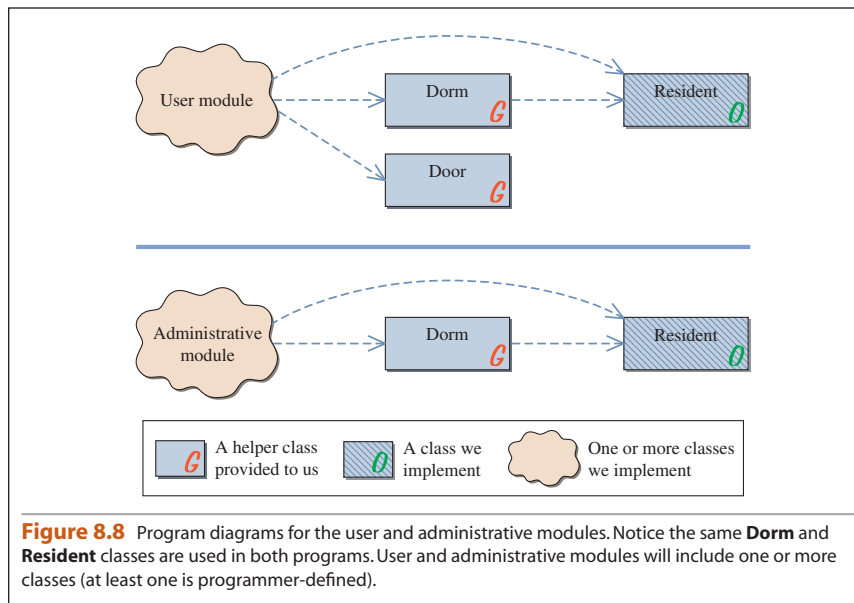 User module
Dorm
G
Resident
O
Door
G
Administrative
module
Dorm
G
Resident
O
G
A helper class
provided to us
O
A class we
implement
One or more classes
we implement
Figure 8.8 Program diagrams for the user and administrative modules. Notice the same Dorm and
Resident classes are used in both programs. User and administrative modules will include one or more
classes (at least one is programmer-defined).